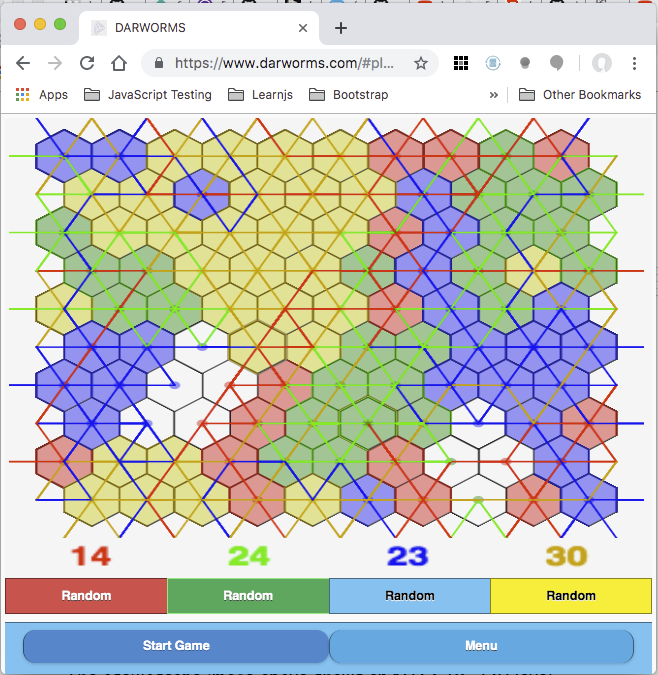 DARWORMS
https://www.darworms.com/#pl...
Apps JavaScript Testing Learnjs Bootstrap » Other Bookmarks
14 24 23 30
Random Random Random Random
Start Game Menu